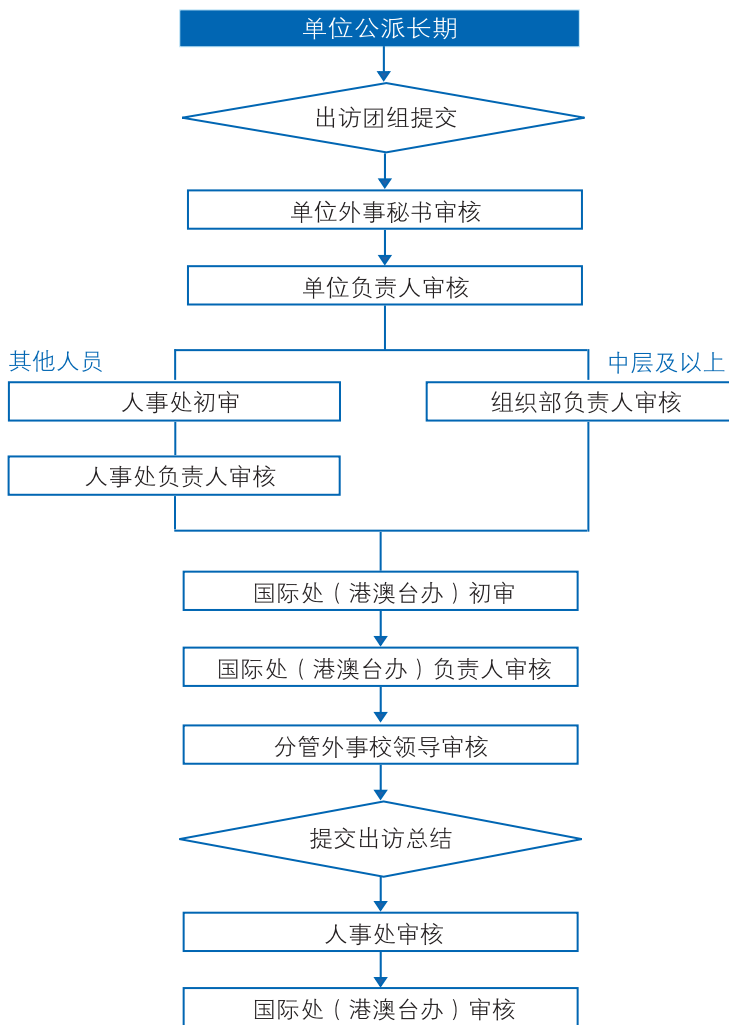 单位公派长期
出访团组提交
单位外事秘书审核
单位负责人审核
其他人员
中层及以上
人事处初审
组织部负责人审核
人事处负责人审核
国际处（港澳台办）初审
国际处（港澳台办）负责人审核
分管外事校领导审核
提交出访总结
人事处审核
国际处（港澳台办）审核